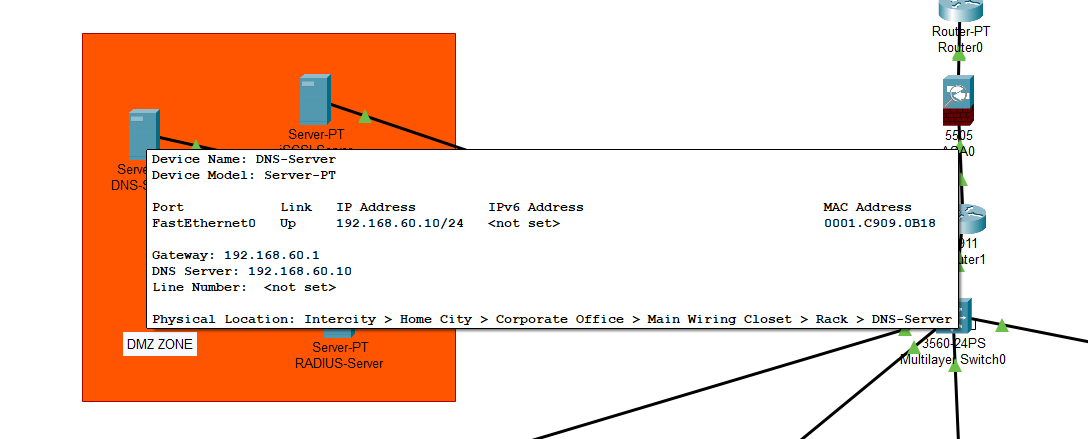 Router-PT
Router0
5505
ASA0
Server-PT
iSCSI Server
DNS-S
Device Name: DNS-Server
Device Model: Server-PT
Port Link IP Address IPv6 Address MAC Address
FastEthernet0 Up 192.168.60.10/24 <not set> 0001.C909.0B18
Gateway: 192.168.60.1
DNS Server: 192.168.60.10
Line Number: <not set>
Physical Location: Intercity > Home City > Corporate Office > Main Wiring Closet > Rack > DNS-Server
DMZ ZONE
Server-PT
RADIUS-Server
3560-24PS
Multilayer Switch0